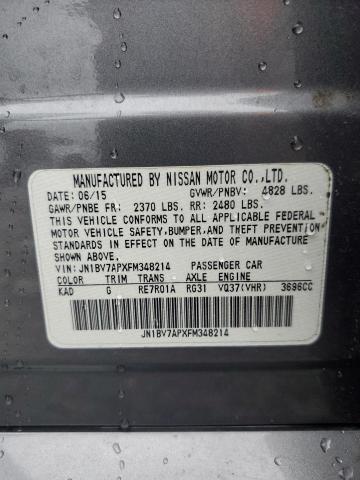 MANUFACTURED BY NISSAN MOTOR CO.,LTD.
DATE: 06/15 GVWR/PNBV: 4828 LBS.
GAWR/PNBE FR: 2370 LBS. RR: 2480 LBS.
THIS VEHICLE CONFORMS TO ALL APPLICABLE FEDERAL
MOTOR VEHICLE SAFETY,BUMPER,AND THEFT PREVENTION
STANDARDS IN EFFECT ON THE DATE OF MANUFACTURE
SHOWN ABOVE.
VIN: JN1BV7APXFM348214 PASSENGER CAR
COLOR TRIM TRANS AXLE ENGINE
KAD G RE7R01A RG31 VQ37(VHR) 3696CC
JN1BV7APXFM348214